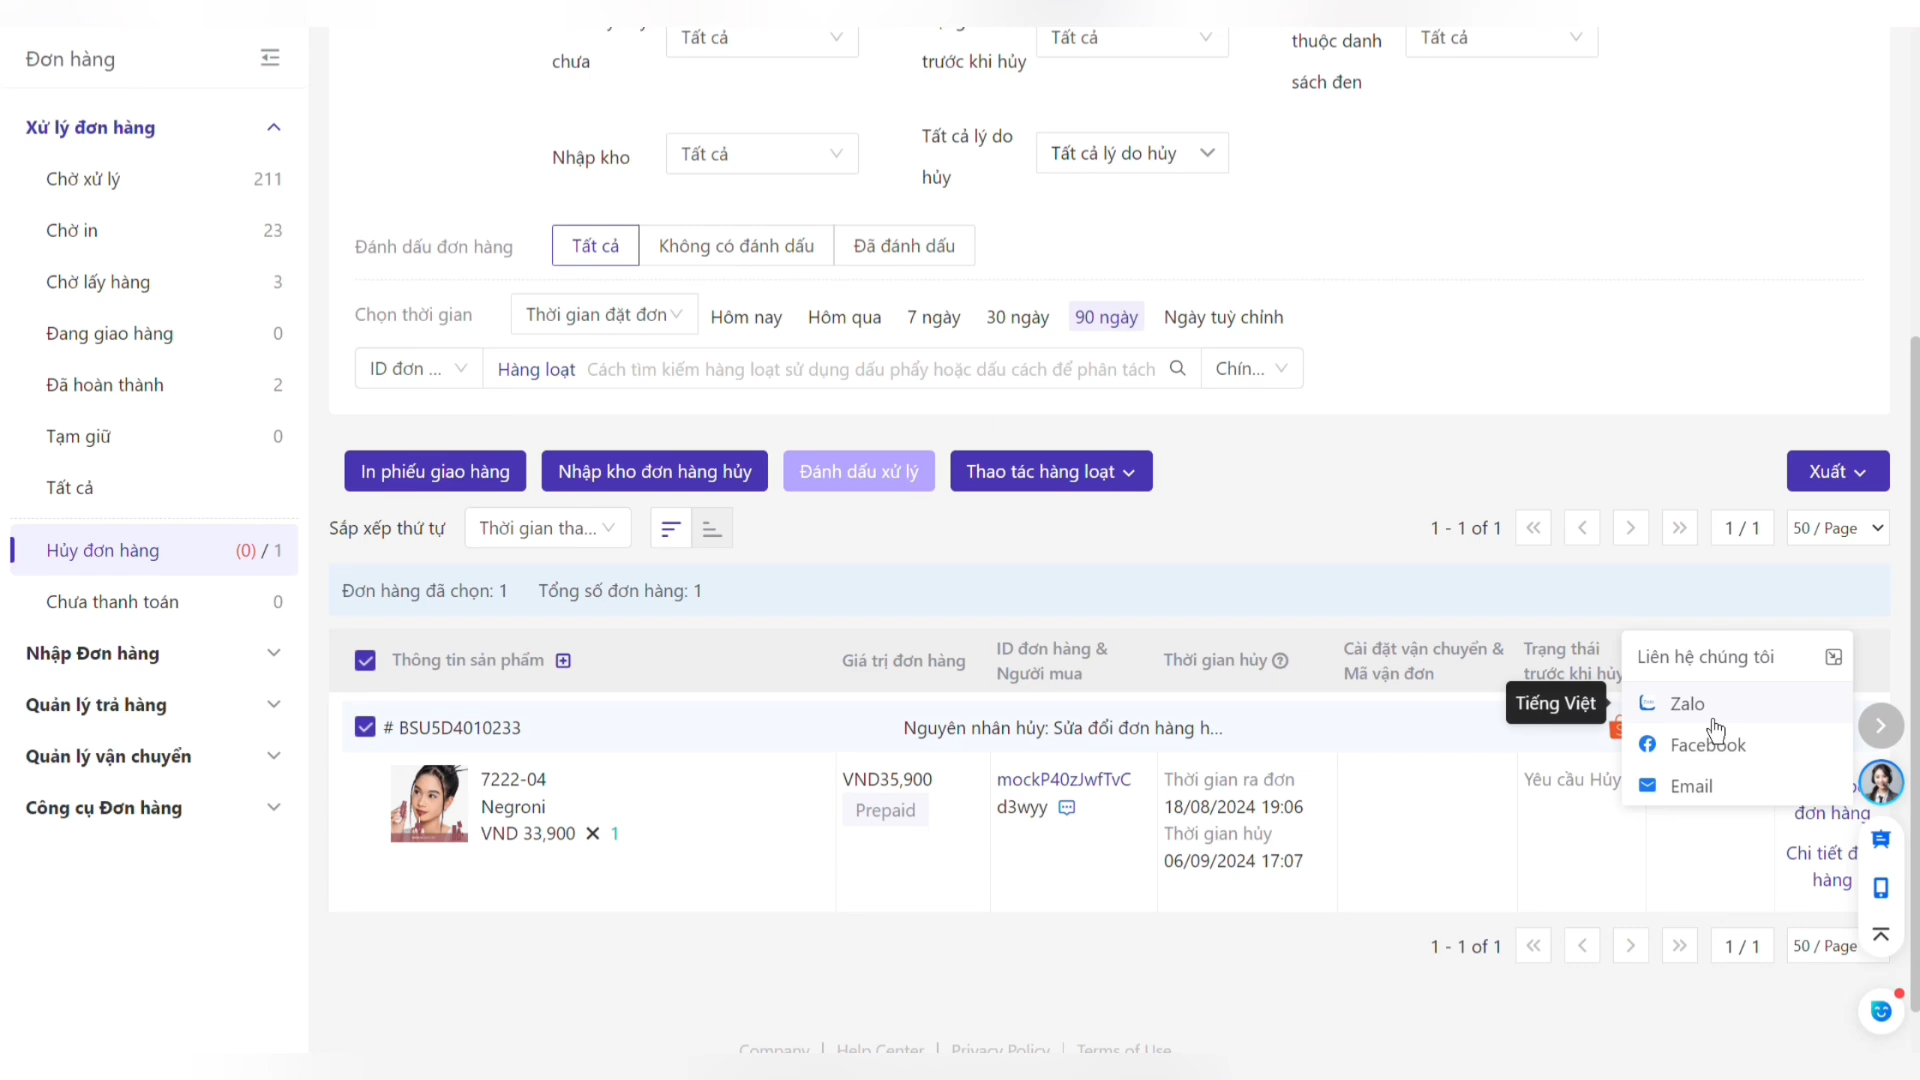 Đơn hàng
Xử lý đơn hàng
Chờ xử lý 211
Chờ in 23
Chờ lấy hàng 3
Đang giao hàng 0
Đã hoàn thành 2
Tạm giữ 0
Tất cả
Hủy đơn hàng (0) / 1
Chưa thanh toán 0
Nhập Đơn hàng
Quản lý trả hàng
Quản lý vận chuyển
Công cụ Đơn hàng
chưa
Tất cả
trước khi hủy
Tất cả
thuộc danh
sách đen
Tất cả
Nhập kho
Tất cả
Tất cả lý do
hủy
Tất cả lý do hủy
Đánh dấu đơn hàng
Tất cả
Không có đánh dấu
Đã đánh dấu
Chọn thời gian
Thời gian đặt đơn
Hôm nay
Hôm qua
7 ngày
30 ngày
90 ngày
Ngày tuỳ chỉnh
ID đơn ...
Hàng loạt
Cách tìm kiếm hàng loạt sử dụng dấu phẩy hoặc dấu cách để phân tách
Chín...
In phiếu giao hàng
Nhập kho đơn hàng hủy
Đánh dấu xử lý
Thao tác hàng loạt
Xuất
Sắp xếp thứ tự
Thời gian tha...
1 - 1 of 1
1 / 1
50 / Page
Đơn hàng đã chọn: 1
Tổng số đơn hàng: 1
Thông tin sản phẩm
Giá trị đơn hàng
ID đơn hàng &
Người mua
Thời gian hủy
Cài đặt vận chuyển &
Mã vận đơn
Trạng thái
trước khi hủy
Liên hệ chúng tôi
Zalo
Facebook
Email
Tiếng Việt
# BSU5D4010233
Nguyên nhân hủy: Sửa đổi đơn hàng h...
7222-04
Negroni
VND 33,900 × 1
VND35,900
Prepaid
mockP40zJwfTvC
d3wyy
Thời gian ra đơn
18/08/2024 19:06
Thời gian hủy
06/09/2024 17:07
Yêu cầu Hủy
đơn hàng
Chi tiết đ
hàng
1 - 1 of 1
1 / 1
50 / Page
Company | Help Center | Privacy Policy | Terms of Use